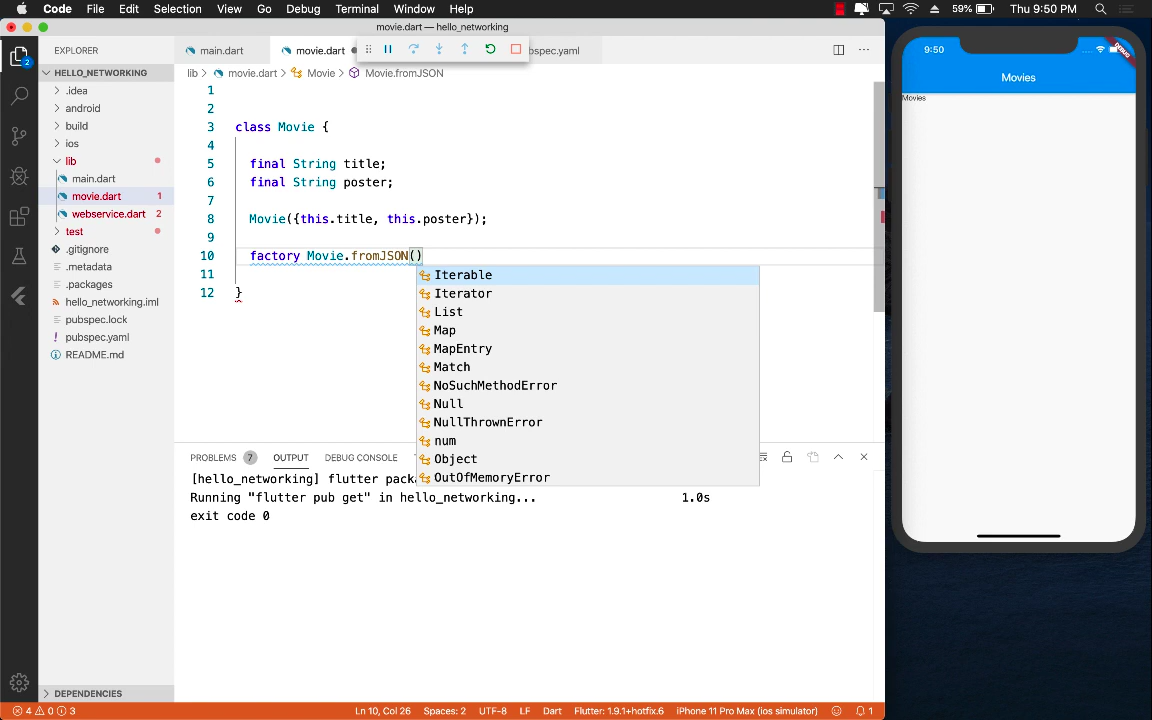 Code File Edit Selection View Go Debug Terminal Window Help 59% Thu 9:50 PM
movie.dart — hello_networking
EXPLORER
main.dart
movie.dart
bspec.yaml
2
HELLO_NETWORKING
.idea
android
build
ios
lib
main.dart
movie.dart 1
webservice.dart 2
test
.gitignore
.metadata
.packages
hello_networking.iml
pubspec.lock
pubspec.yaml
README.md
DEPENDENCIES
lib > movie.dart > Movie > Movie.fromJSON
1
2
3 class Movie {
4
5 final String title;
6 final String poster;
7
8 Movie({this.title, this.poster});
9
10 factory Movie.fromJSON()
11
12 }
Iterable
Iterator
List
Map
MapEntry
Match
NoSuchMethodError
Null
NullThrownError
num
Object
OutOfMemoryError
PROBLEMS 7 OUTPUT DEBUG CONSOLE
[hello_networking] flutter packa
Running "flutter pub get" in hello_networking... 1.0s
exit code 0
4 0 3 Ln 10, Col 26 Spaces: 2 UTF-8 LF Dart Flutter: 1.9.1+hotfix.6 iPhone 11 Pro Max (ios simulator) 1
9:50
DEBUG
Movies
Movies